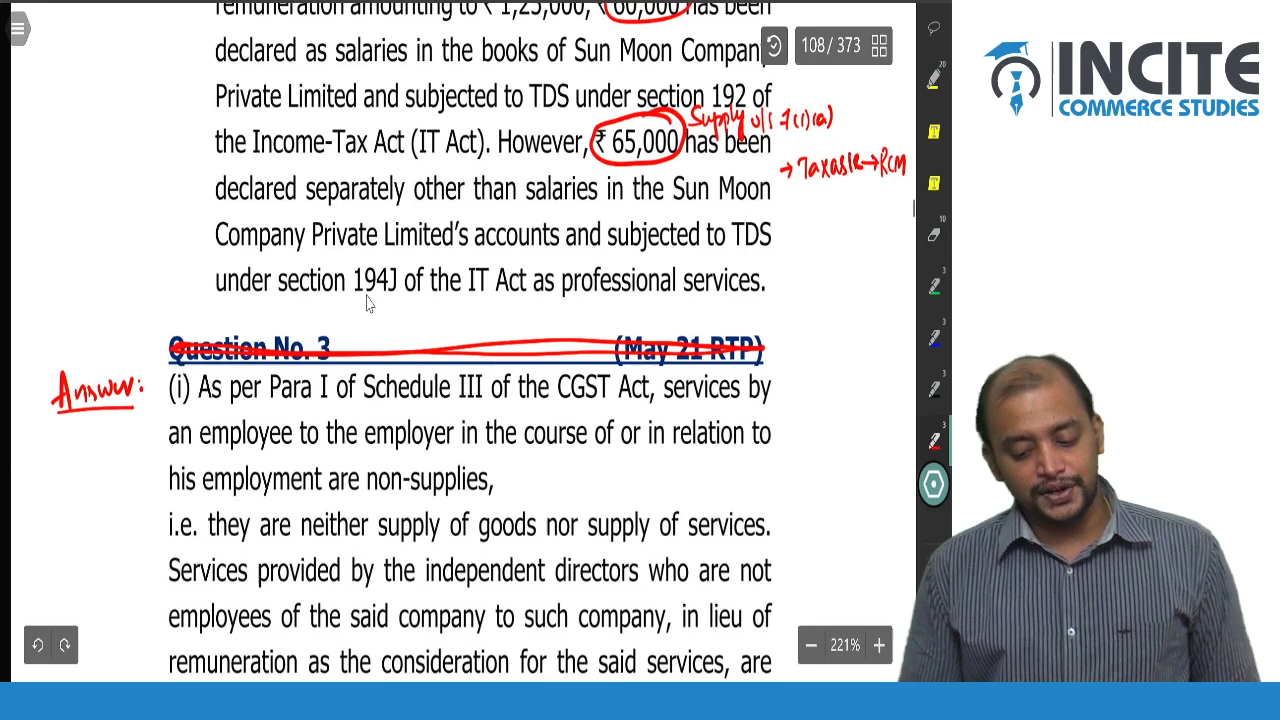 remuneration amounting to ₹ 1,25,000, ₹ 60,000 has been
declared as salaries in the books of Sun Moon Company
108 / 373
INCITE
COMMERCE STUDIES
Private Limited and subjected to TDS under section 192 of
Supply u/s 7(1)(a)
the Income-Tax Act (IT Act). However, ₹ 65,000 has been
→ Taxable → RCM
declared separately other than salaries in the Sun Moon
Company Private Limited's accounts and subjected to TDS
under section 194J of the IT Act as professional services.
Question No. 3 (May 21 RTP)
Answer:
(i) As per Para I of Schedule III of the CGST Act, services by
an employee to the employer in the course of or in relation to
his employment are non-supplies,
i.e. they are neither supply of goods nor supply of services.
Services provided by the independent directors who are not
employees of the said company to such company, in lieu of
remuneration as the consideration for the said services, are
221%
20
10
3
3
3
3